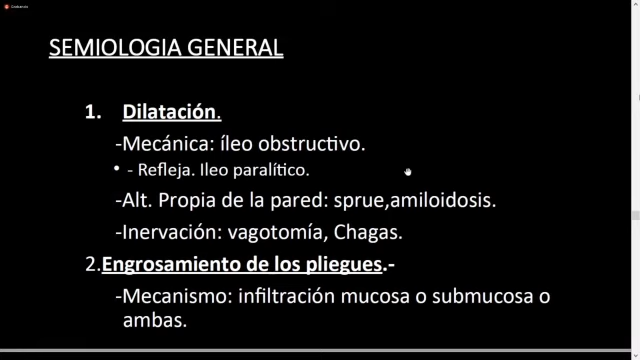 SEMIOLOGIA GENERAL
1. Dilatación.
-Mecánica: íleo obstructivo.
• - Refleja. Ileo paralítico.
-Alt. Propia de la pared: sprue,amiloidosis.
-Inervación: vagotomía, Chagas.
2.Engrosamiento de los pliegues.-
-Mecanismo: infiltración mucosa o submucosa o
ambas.